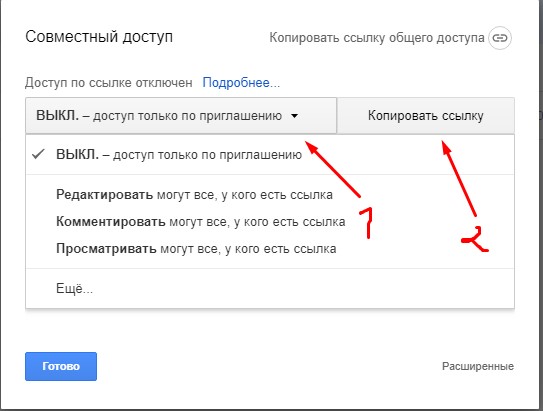 Совместный доступ
Копировать ссылку общего доступа
Доступ по ссылке отключен Подробнее...
ВЫКЛ. – доступ только по приглашению
Копировать ссылку
ВЫКЛ. – доступ только по приглашению
Редактировать могут все, у кого есть ссылка
Комментировать могут все, у кого есть ссылка
Просматривать могут все, у кого есть ссылка
Ещё...
1
2
Готово
Расширенные